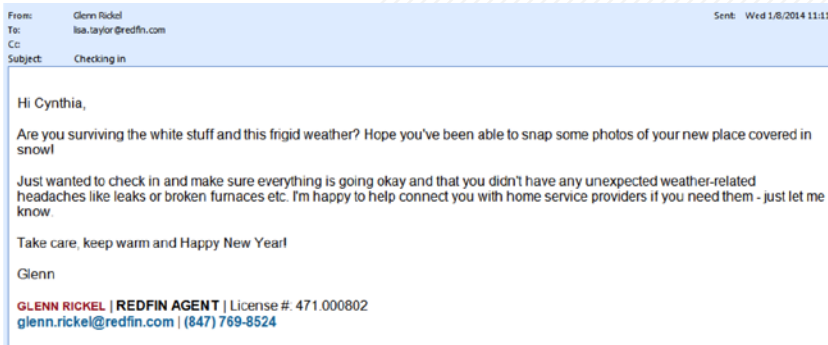 From: Glenn Rickel Sent: Wed 1/8/2014 11:11
To: lisa.taylor@redfin.com
Cc:
Subject: Checking in
Hi Cynthia,
Are you surviving the white stuff and this frigid weather? Hope you've been able to snap some photos of your new place covered in
snow!
Just wanted to check in and make sure everything is going okay and that you didn't have any unexpected weather-related
headaches like leaks or broken furnaces etc. I'm happy to help connect you with home service providers if you need them - just let me
know.
Take care, keep warm and Happy New Year!
Glenn
GLENN RICKEL | REDFIN AGENT | License #: 471.000802
glenn.rickel@redfin.com | (847) 769-8524